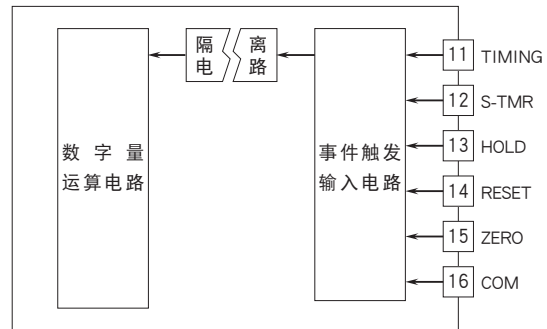 隔 离
电 路
数字量
运算电路
事件触发
输入电路
11 TIMING
12 S-TMR
13 HOLD
14 RESET
15 ZERO
16 COM